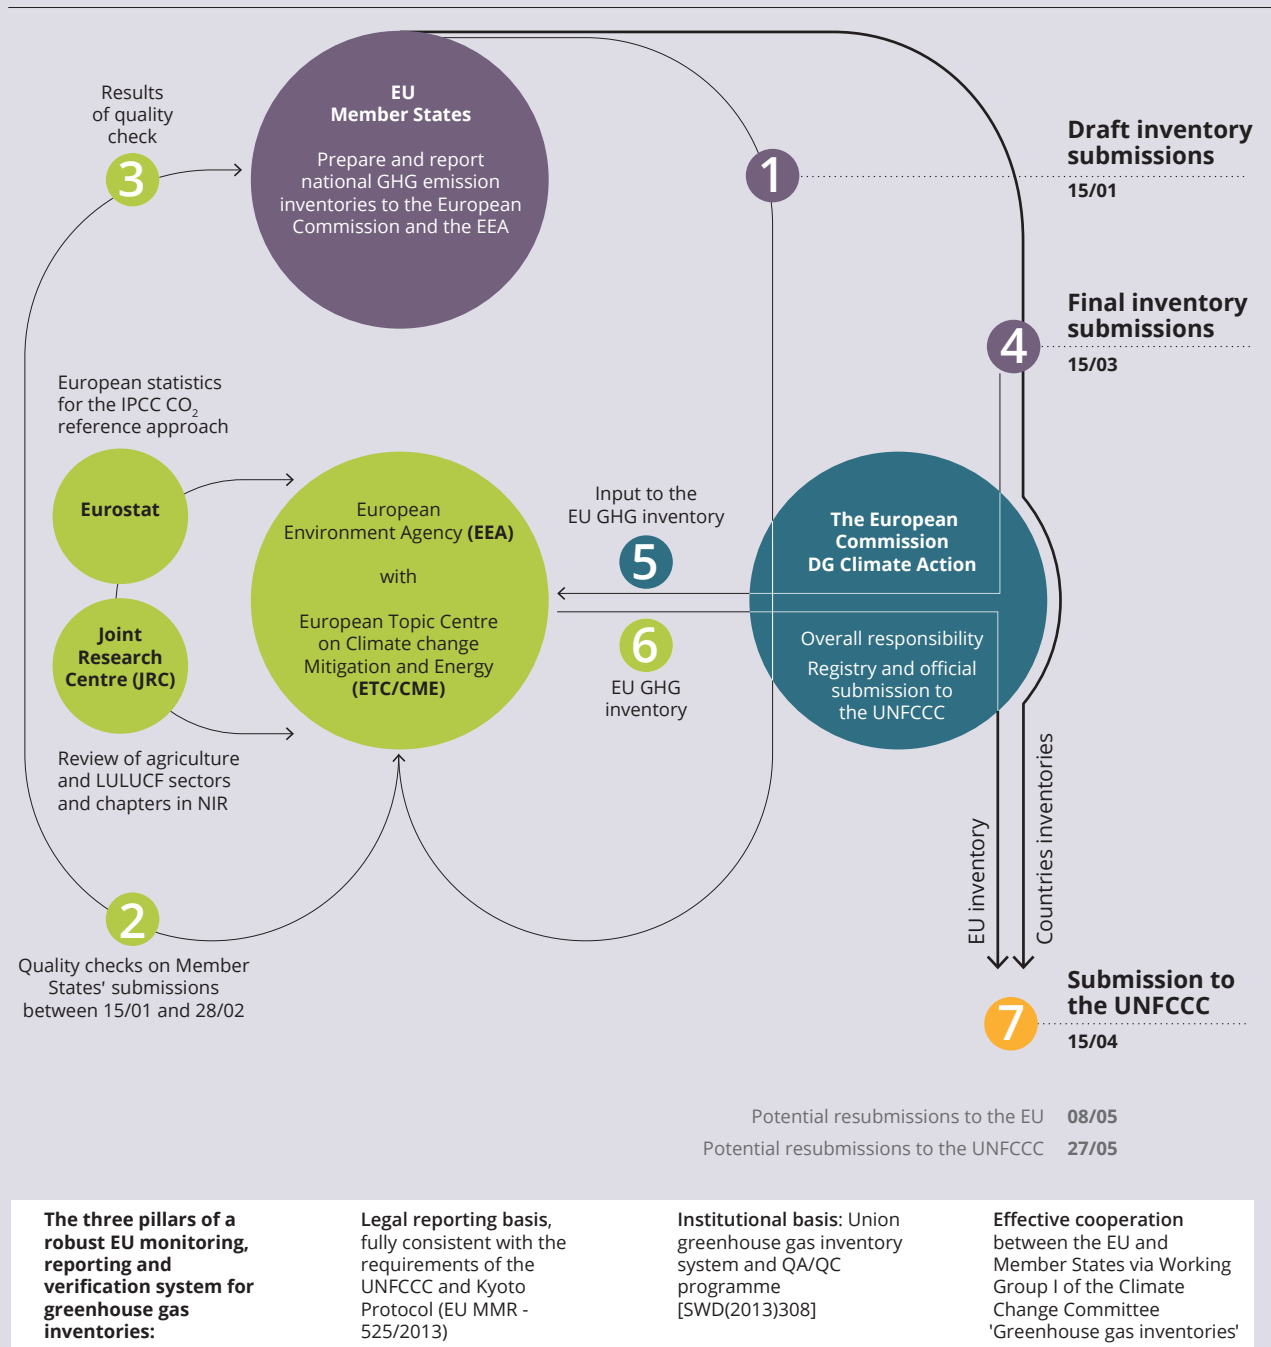 EU
Member States
Prepare and report
national GHG emission
inventories to the European
Commission and the EEA
Results
of quality
check
3
1
Draft inventory
submissions
15/01
4
Final inventory
submissions
15/03
European statistics
for the IPCC CO2
reference approach
Eurostat
Joint
Research
Centre (JRC)
Review of agriculture
and LULUCF sectors
and chapters in NIR
European
Environment Agency (EEA)
with
European Topic Centre
on Climate change
Mitigation and Energy
(ETC/CME)
Input to the
EU GHG inventory
5
6
EU GHG
inventory
The European
Commission
DG Climate Action
Overall responsibility
Registry and official
submission to
the UNFCCC
EU inventory
Countries inventories
2
Quality checks on Member
States' submissions
between 15/01 and 28/02
7
Submission to
the UNFCCC
15/04
Potential resubmissions to the EU 08/05
Potential resubmissions to the UNFCCC 27/05
The three pillars of a
robust EU monitoring,
reporting and
verification system for
greenhouse gas
inventories:
Legal reporting basis,
fully consistent with the
requirements of the
UNFCCC and Kyoto
Protocol (EU MMR -
525/2013)
Institutional basis: Union
greenhouse gas inventory
system and QA/QC
programme
[SWD(2013)308]
Effective cooperation
between the EU and
Member States via Working
Group I of the Climate
Change Committee
'Greenhouse gas inventories'